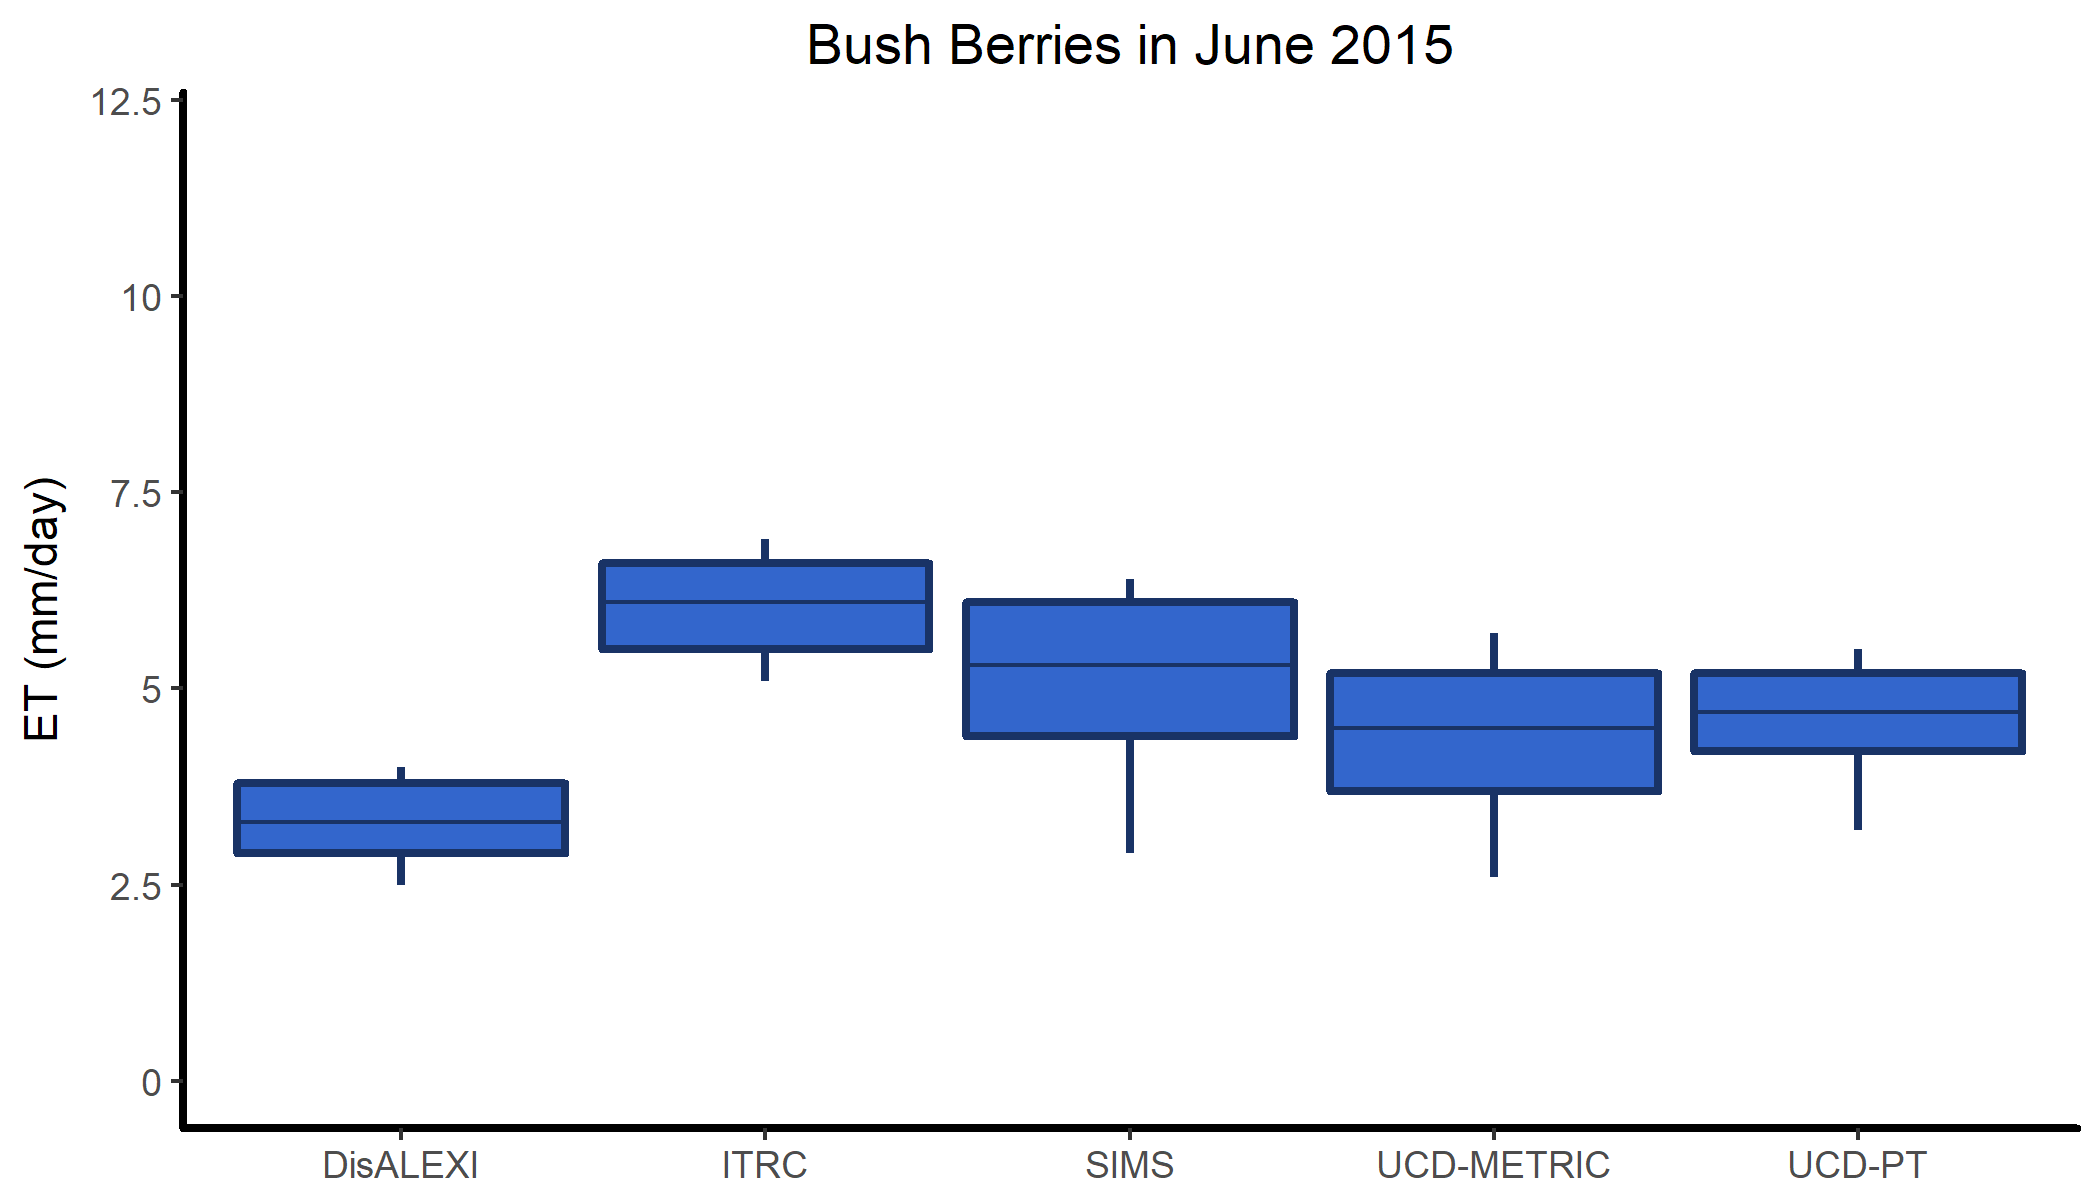 Bush Berries in June 2015
12.5
10
7.5
5
2.5
0
ET (mm/day)
DisALEXI
ITRC
SIMS
UCD-METRIC
UCD-PT